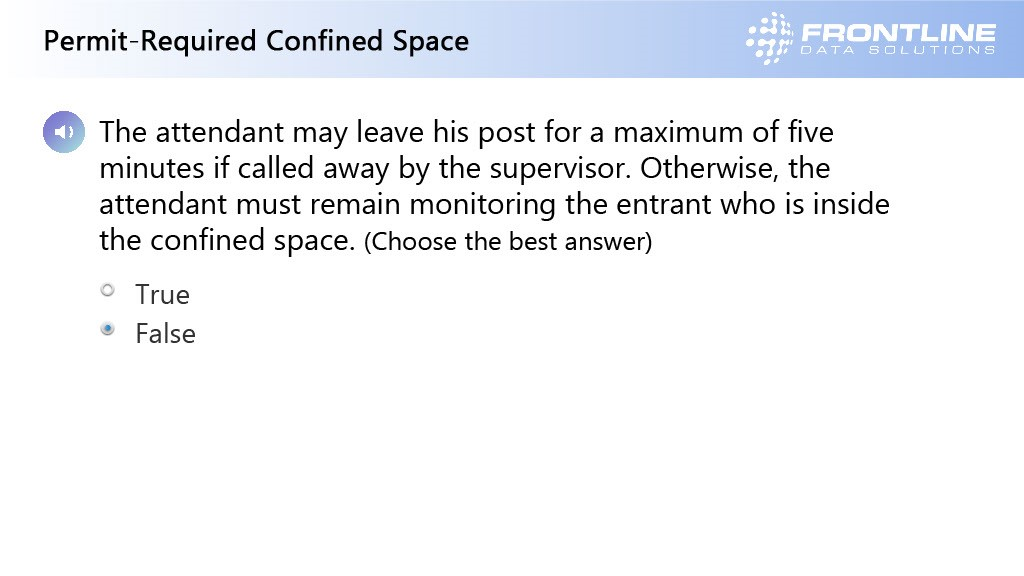 Permit-Required Confined Space
FRONTLINE
DATA SOLUTIONS
The attendant may leave his post for a maximum of five
minutes if called away by the supervisor. Otherwise, the
attendant must remain monitoring the entrant who is inside
the confined space. (Choose the best answer)
True
False